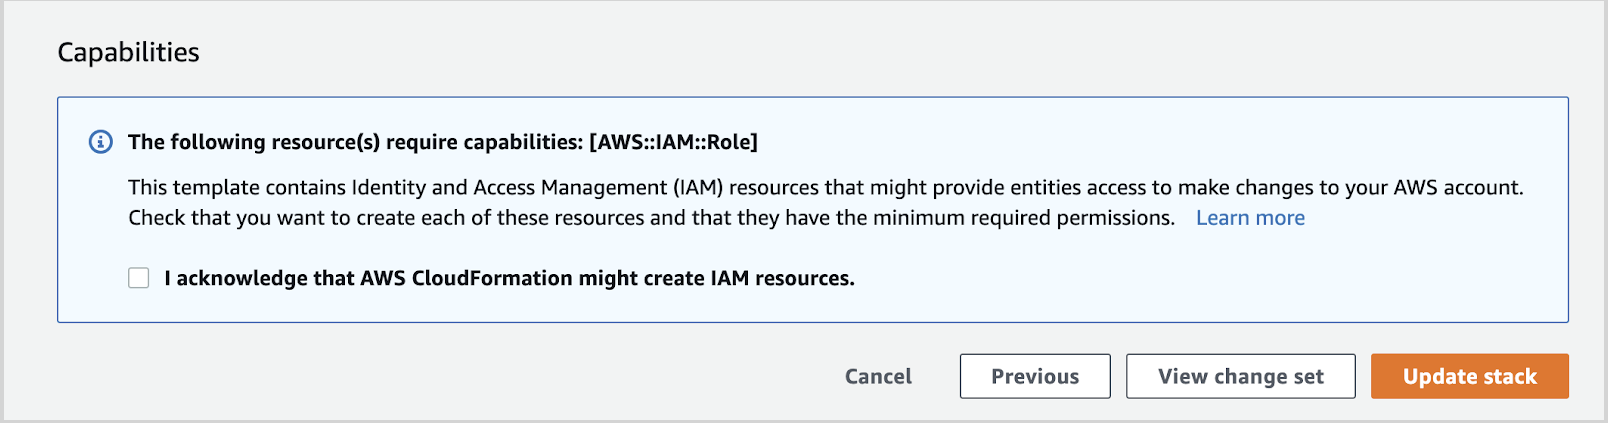 Capabilities
The following resource(s) require capabilities: [AWS::IAM::Role]
This template contains Identity and Access Management (IAM) resources that might provide entities access to make changes to your AWS account.
Check that you want to create each of these resources and that they have the minimum required permissions. Learn more
I acknowledge that AWS CloudFormation might create IAM resources.
Cancel Previous View change set Update stack